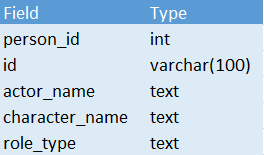 Field Type
person_id int
id varchar(100)
actor_name text
character_name text
role_type text